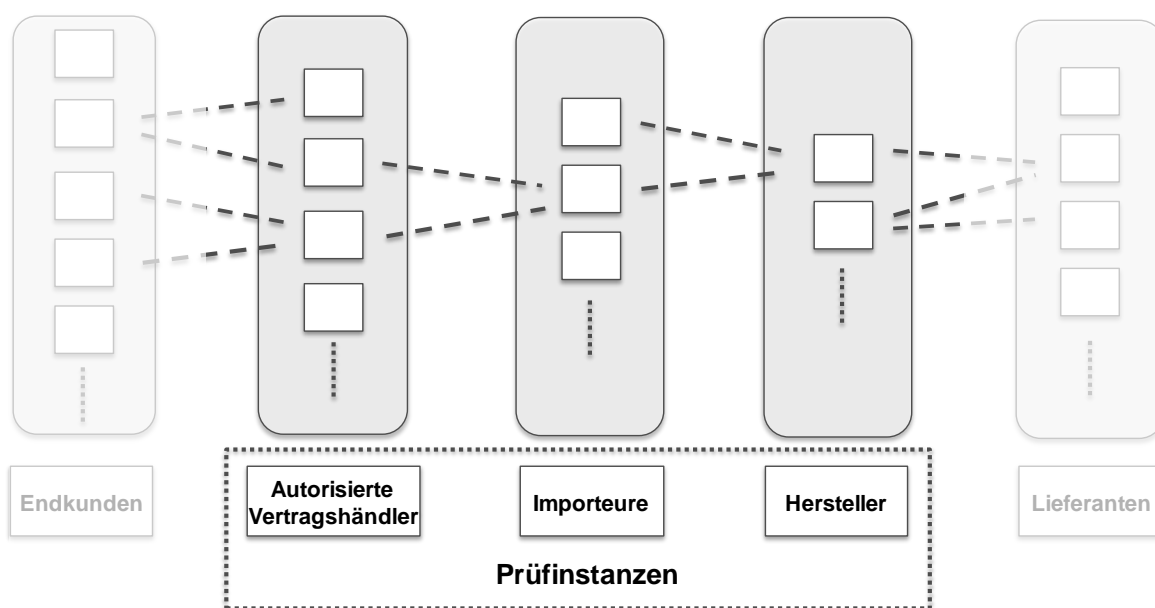 Endkunden
Autorisierte
Vertragshändler
Importeure
Hersteller
Lieferanten
Prüfinstanzen